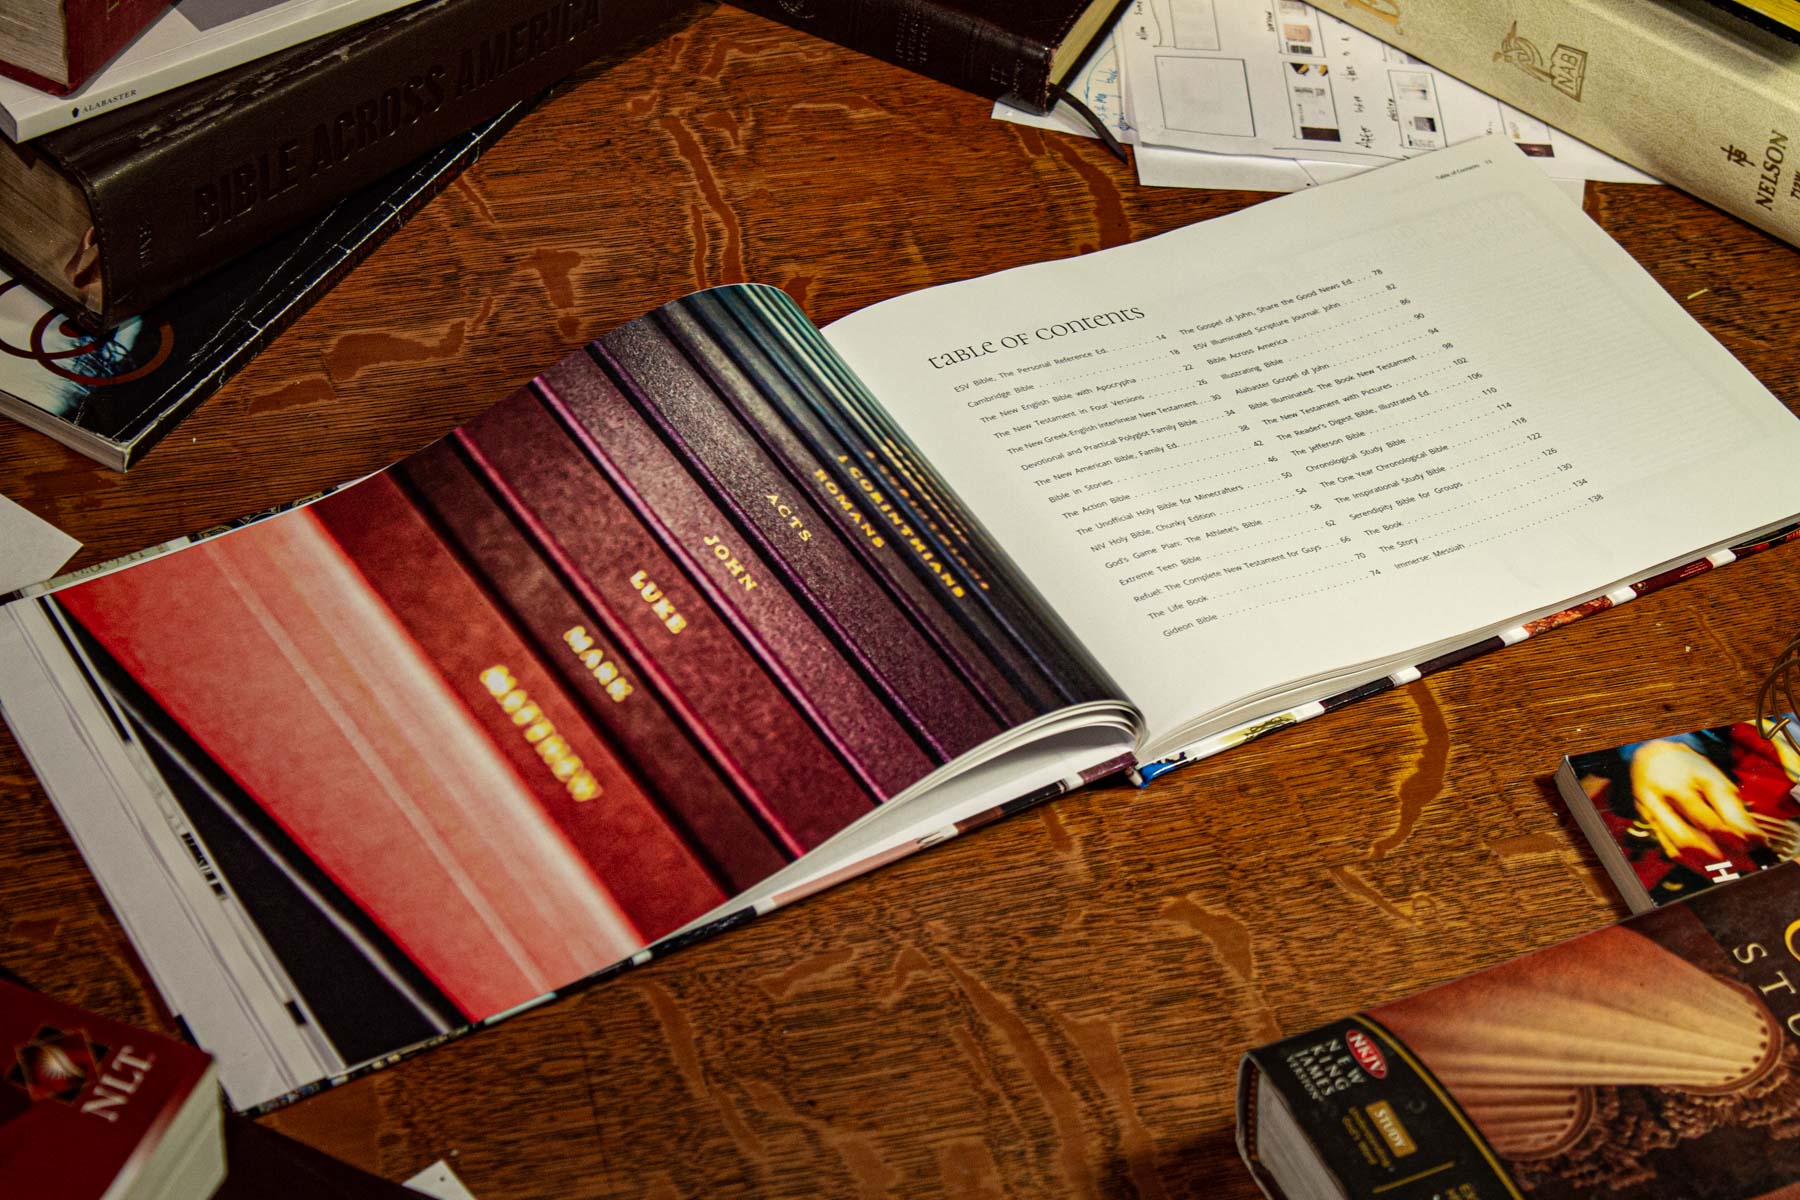 ALABASTER
BIBLE ACROSS AMERICA
NAB
NELSON
Table of Contents 13
table of contents
ESV Bible, The Personal Reference Ed. . . . . . . . . . . 14
Cambridge Bible . . . . . . . . . . . . . . . . . . . . 18
The New English Bible with Apocrypha . . . . . . . . . . 22
The New Testament in Four Versions . . . . . . . . . . . 26
The New Greek-English Interlinear New Testament . . . 30
Devotional and Practical Polyglot Family Bible . . . . . 34
The New American Bible, Family Ed. . . . . . . . . . . . 38
Bible in Stories . . . . . . . . . . . . . . . . . . . . 42
The Action Bible . . . . . . . . . . . . . . . . . . . . 46
The Unofficial Holy Bible for Minecrafters . . . . . . . 50
NIV Holy Bible, Chunky Edition . . . . . . . . . . . . . 54
God's Game Plan: The Athlete's Bible . . . . . . . . . . 58
Extreme Teen Bible . . . . . . . . . . . . . . . . . . . 62
Refuel: The Complete New Testament for Guys . . . . . 66
The Life Book . . . . . . . . . . . . . . . . . . . . . 70
Gideon Bible . . . . . . . . . . . . . . . . . . . . . . 74
The Gospel of John, Share the Good News Ed. . . . . 78
ESV Illuminated Scripture Journal: John . . . . . . . . 82
Bible Across America . . . . . . . . . . . . . . . . . . 86
Illustrating Bible . . . . . . . . . . . . . . . . . . . 90
Alabaster Gospel of John . . . . . . . . . . . . . . . . 94
Bible Illuminated: The Book New Testament . . . . . . 98
The New Testament with Pictures . . . . . . . . . . . . 102
The Reader's Digest Bible, Illustrated Ed. . . . . . . . 106
The Jefferson Bible . . . . . . . . . . . . . . . . . . 110
Chronological Study Bible . . . . . . . . . . . . . . . 114
The One Year Chronological Bible . . . . . . . . . . . . 118
The Inspirational Study Bible . . . . . . . . . . . . . 122
Serendipity Bible for Groups . . . . . . . . . . . . . . 126
The Book . . . . . . . . . . . . . . . . . . . . . . . . 130
The Story . . . . . . . . . . . . . . . . . . . . . . . 134
Immerse: Messiah . . . . . . . . . . . . . . . . . . . . 138
MATTHEW
MARK
LUKE
JOHN
ACTS
ROMANS
I CORINTHIANS
NLT
NKJV
NEW
KING
JAMES
VERSION
STUDY